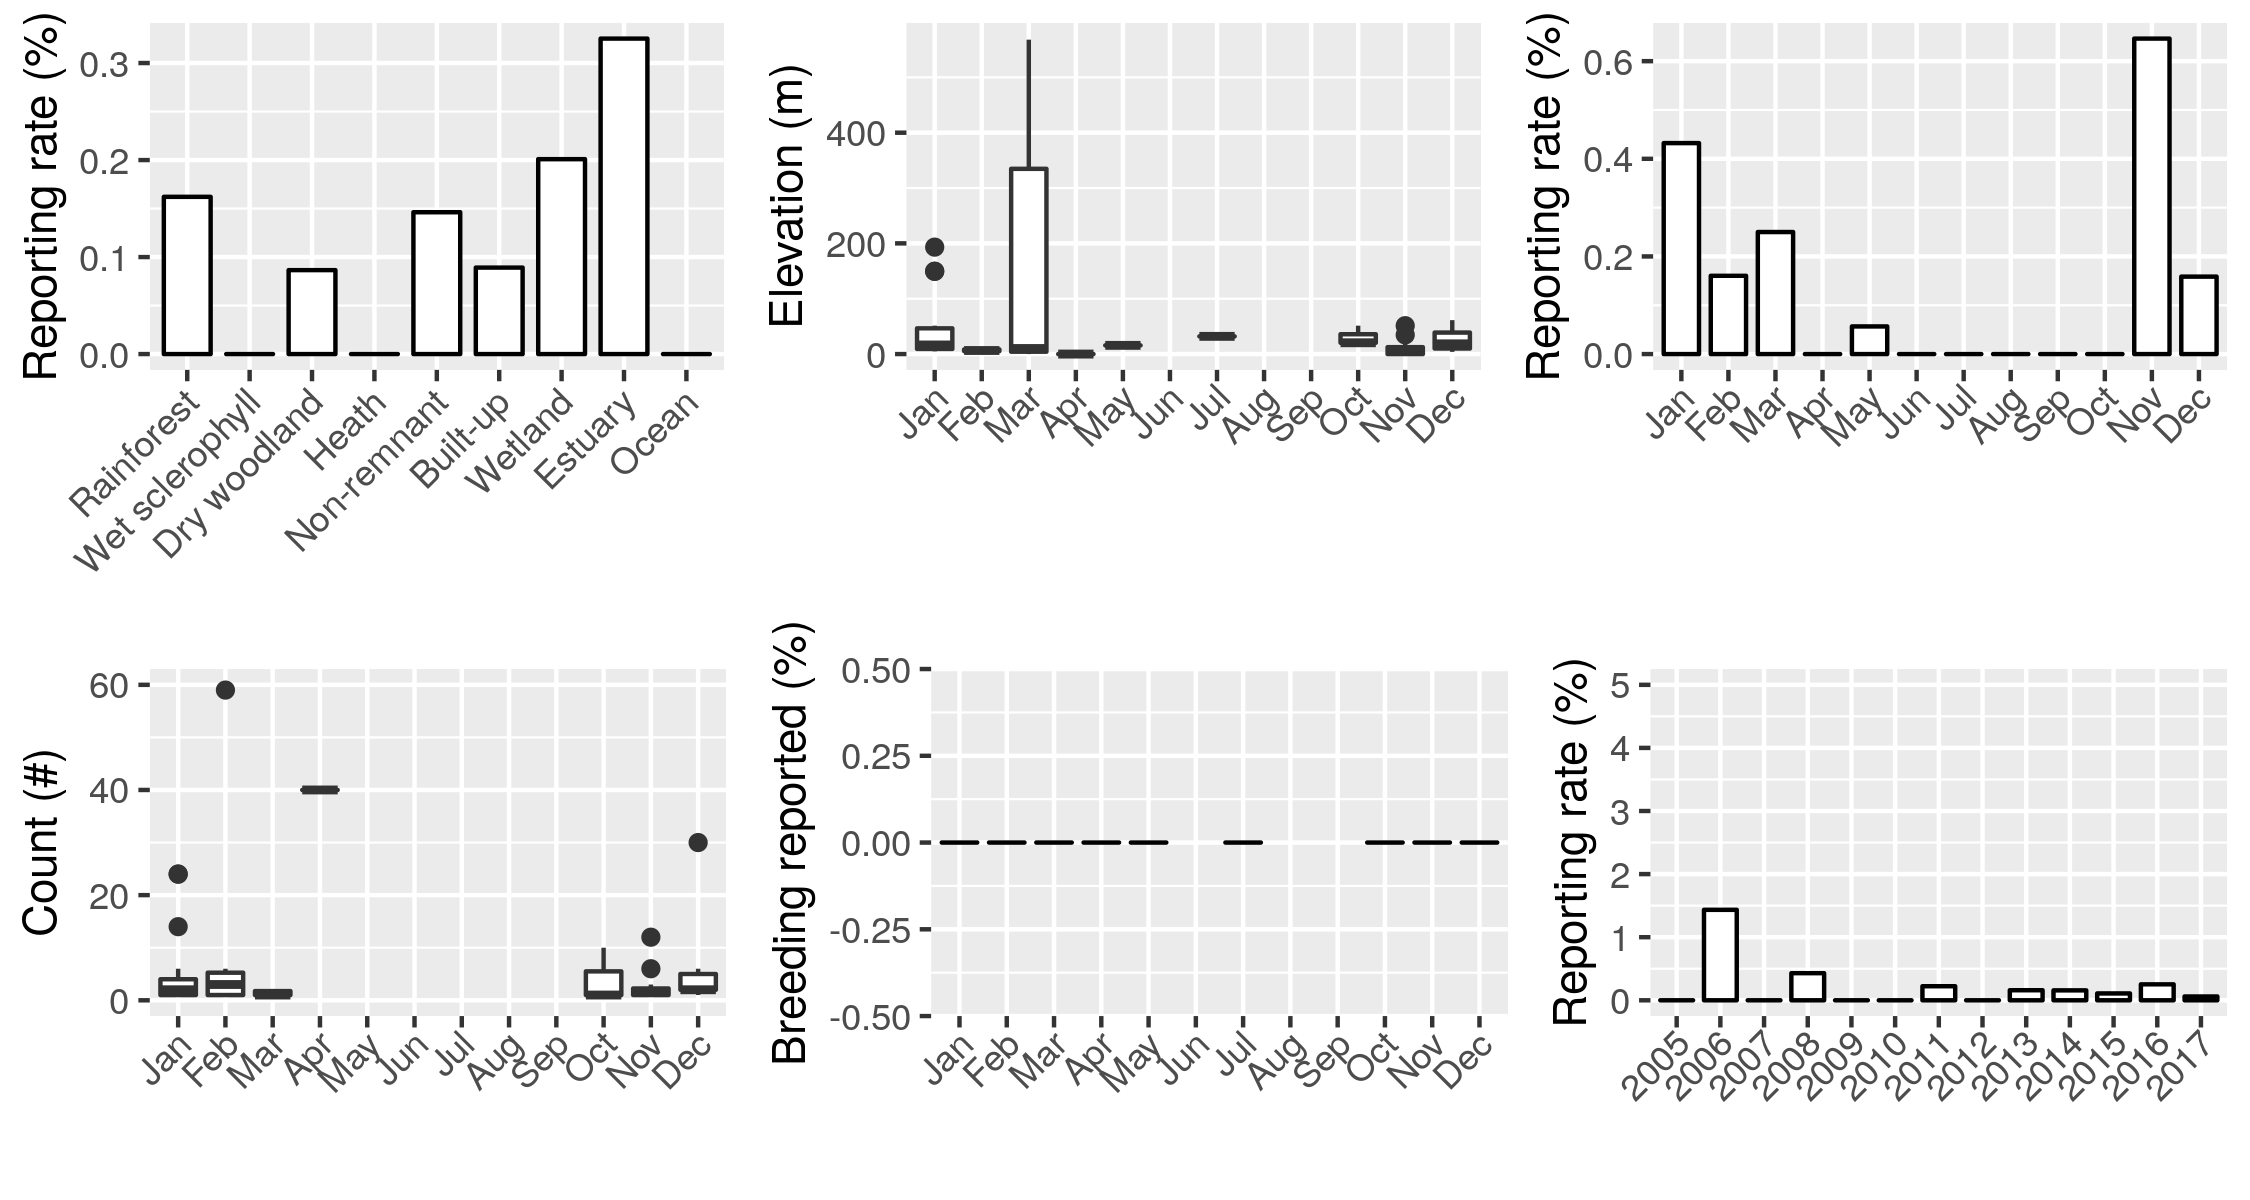 Reporting rate (%)
0.3
0.2
0.1
0.0
Rainforest
Wet sclerophyll
Dry woodland
Heath
Non-remnant
Built-up
Wetland
Estuary
Ocean
Elevation (m)
400
200
0
Jan
Feb
Mar
Apr
May
Jun
Jul
Aug
Sep
Oct
Nov
Dec
Reporting rate (%)
0.6
0.4
0.2
0.0
Jan
Feb
Mar
Apr
May
Jun
Jul
Aug
Sep
Oct
Nov
Dec
Count (#)
60
40
20
0
Jan
Feb
Mar
Apr
May
Jun
Jul
Aug
Sep
Oct
Nov
Dec
Breeding reported (%)
0.50
0.25
0.00
-0.25
-0.50
Jan
Feb
Mar
Apr
May
Jun
Jul
Aug
Sep
Oct
Nov
Dec
Reporting rate (%)
5
4
3
2
1
0
2005
2006
2007
2008
2009
2010
2011
2012
2013
2014
2015
2016
2017